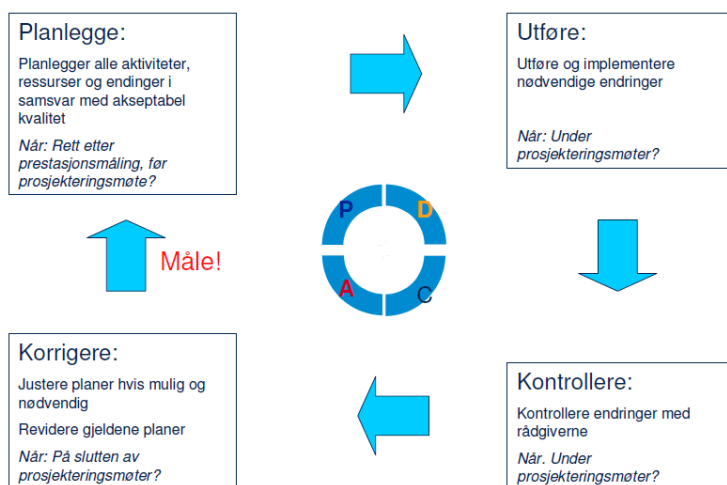 Planlegge:
Planlegger alle aktiviteter,
ressurser og endinger i
samsvar med akseptabel
kvalitet
Når: Rett etter
prestasjonsmåling, før
prosjekteringsmøte?
Utføre:
Utføre og implementere
nødvendige endringer
Når: Under
prosjekteringsmøter?
P
D
A
C
Måle!
Korrigere:
Justere planer hvis mulig og
nødvendig
Revidere gjeldene planer
Når: På slutten av
prosjekteringsmøter?
Kontrollere:
Kontrollere endringer med
rådgiverne
Når. Under
prosjekteringsmøter?